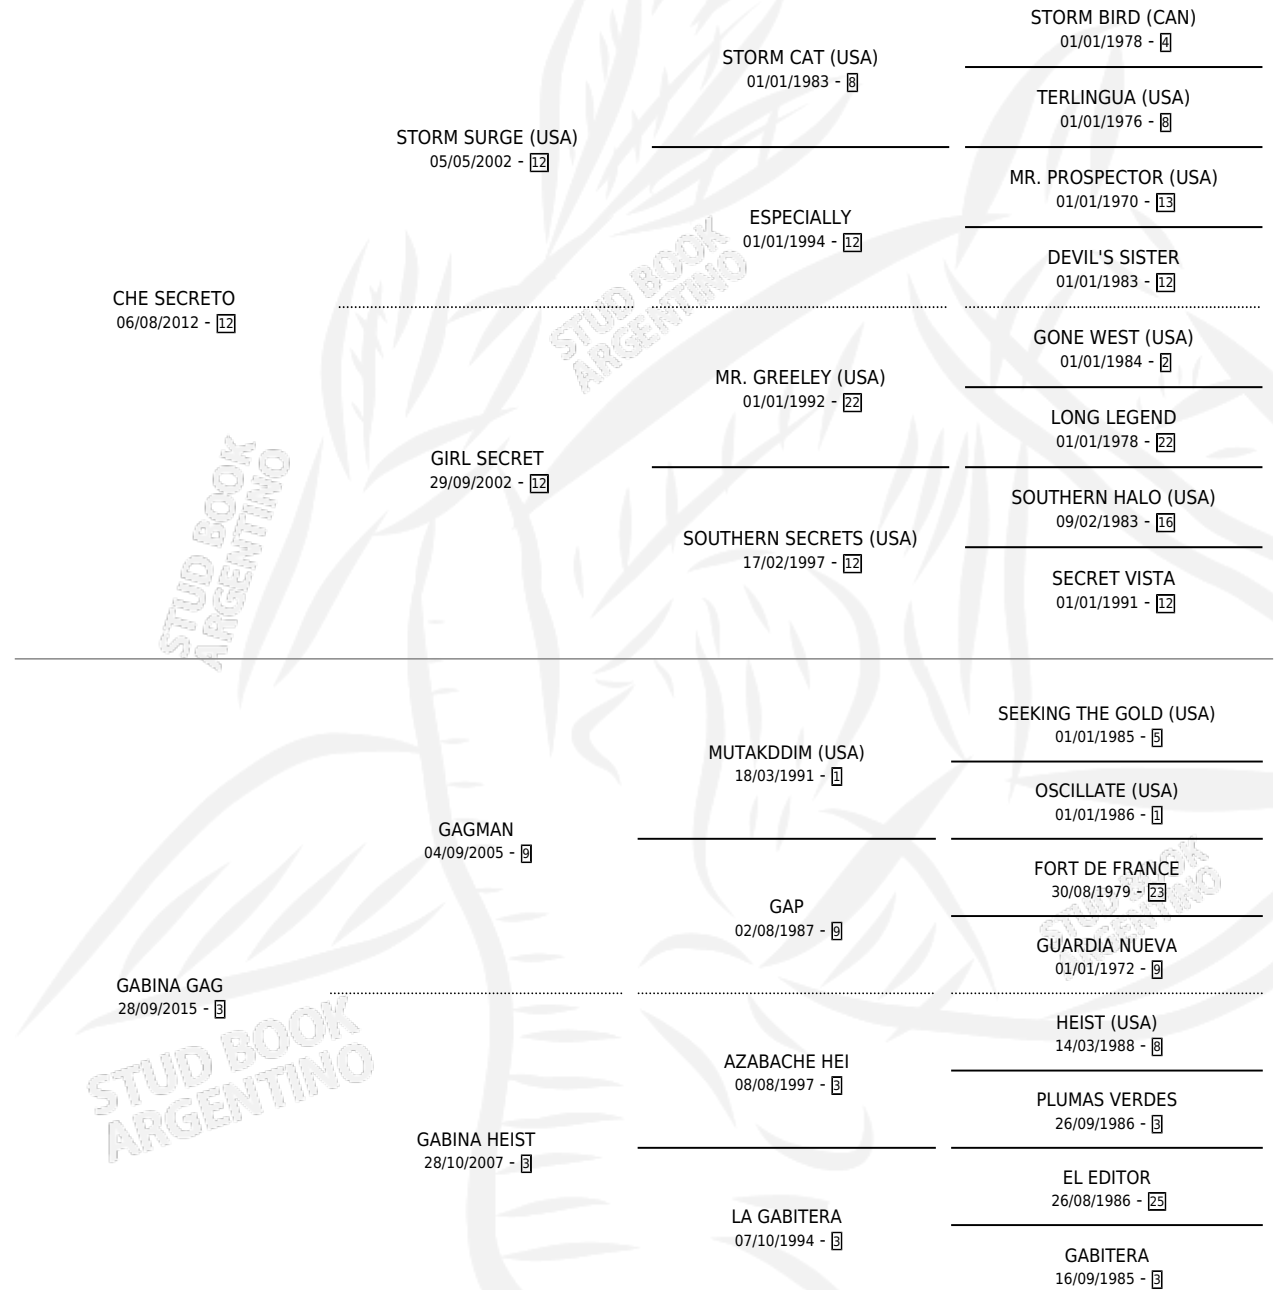 STORM BIRD (CAN)
01/01/1978 - 4
STORM CAT (USA)
01/01/1983 - 8
TERLINGUA (USA)
01/01/1976 - 8
STORM SURGE (USA)
05/05/2002 - 12
MR. PROSPECTOR (USA)
01/01/1970 - 13
ESPECIALLY
01/01/1994 - 12
DEVIL'S SISTER
01/01/1983 - 12
CHE SECRETO
06/08/2012 - 12
GONE WEST (USA)
01/01/1984 - 2
MR. GREELEY (USA)
01/01/1992 - 22
LONG LEGEND
01/01/1978 - 22
GIRL SECRET
29/09/2002 - 12
SOUTHERN HALO (USA)
09/02/1983 - 16
SOUTHERN SECRETS (USA)
17/02/1997 - 12
SECRET VISTA
01/01/1991 - 12
SEEKING THE GOLD (USA)
01/01/1985 - 5
MUTAKDDIM (USA)
18/03/1991 - 1
OSCILLATE (USA)
01/01/1986 - 1
GAGMAN
04/09/2005 - 9
FORT DE FRANCE
30/08/1979 - 23
GAP
02/08/1987 - 9
GUARDIA NUEVA
01/01/1972 - 9
GABINA GAG
28/09/2015 - 3
HEIST (USA)
14/03/1988 - 8
AZABACHE HEI
08/08/1997 - 3
PLUMAS VERDES
26/09/1986 - 3
GABINA HEIST
28/10/2007 - 3
EL EDITOR
26/08/1986 - 25
LA GABITERA
07/10/1994 - 3
GABITERA
16/09/1985 - 3
STUD BOOK
ARGENTINO
STUD BOOK
ARGENTINO
STUD BOOK
ARGENTINO
STUD BOOK
ARGENTINO